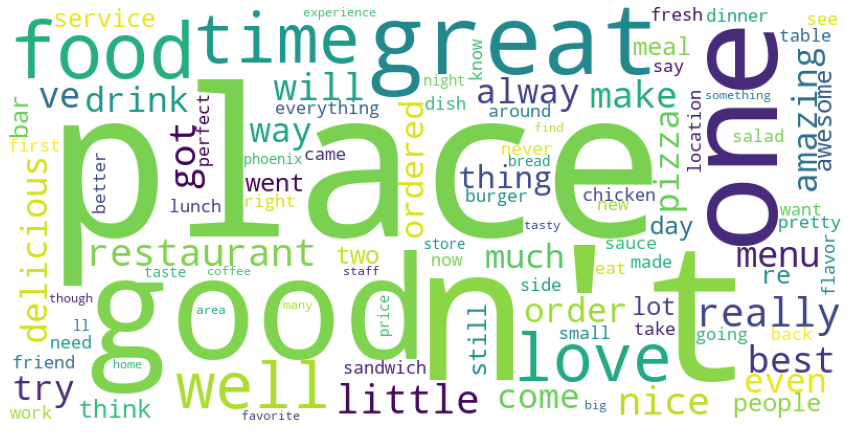 experience
service
food
time
great
one
fresh
dinner
see
meal
say
table
know
ve
drink
will
night
alway
make
amazing
awesome
something
bar
first
got
perfect
everything
dish
around
way
ordered
never
find
pizza
location
salad
place
better
phoenix
came
went
right
lunch
thing
bread
burger
chicken
new
day
want
pretty
delicious
restaurant
two
tasty
sauce
menu
flavor
though
taste
coffee
store
now
staff
much
side
made
eat
re
good
n't
area
many
price
order
lot
really
ll
need
still
small
take
going
back
friend
home
well
sandwich
love
best
try
little
come
nice
even
work
think
favorite
big
people